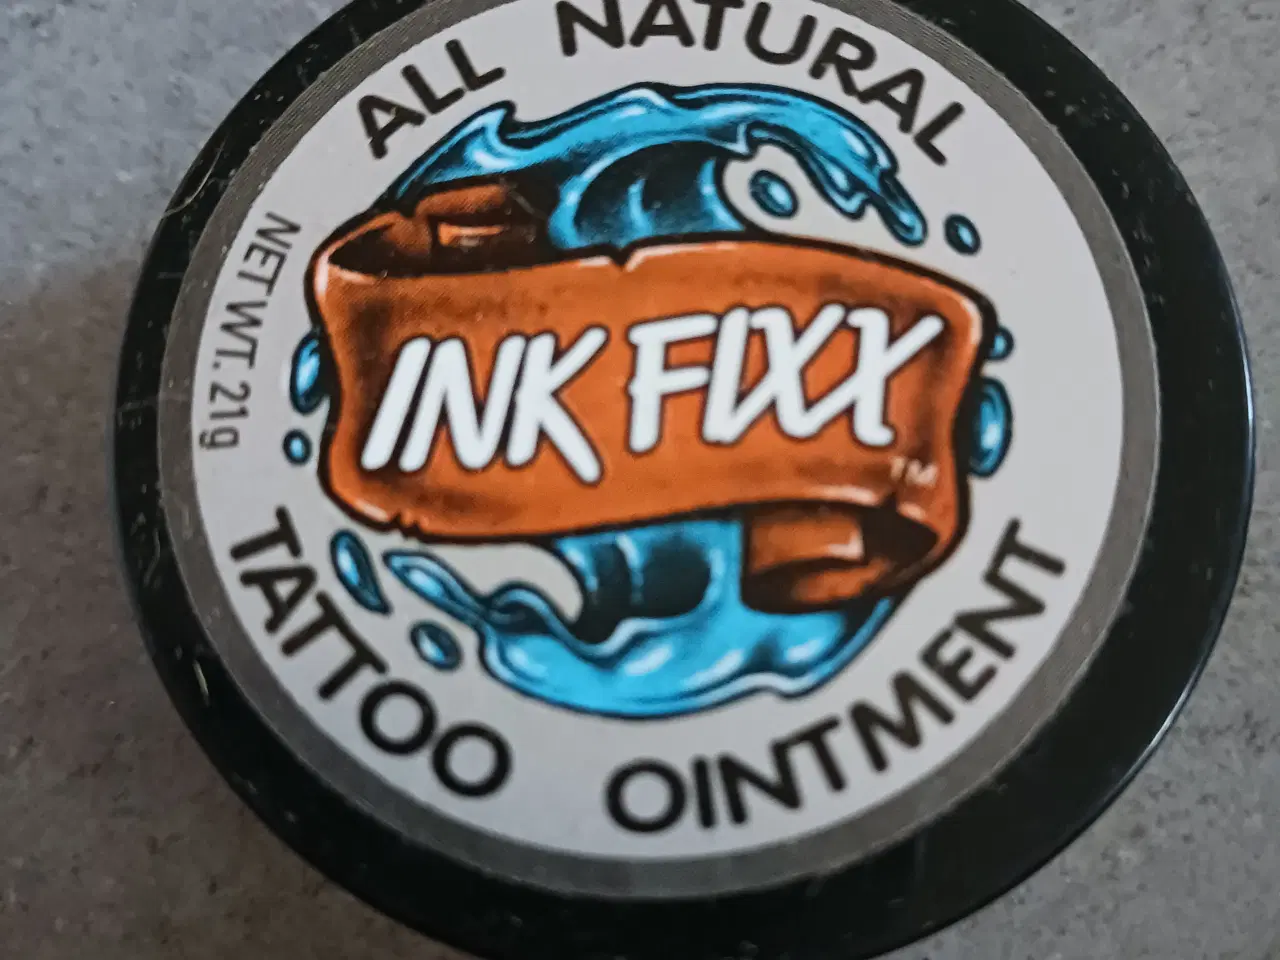 ALL NATURAL
NET WT. 21g
INK FIXX
TM
TATTOO OINTMENT